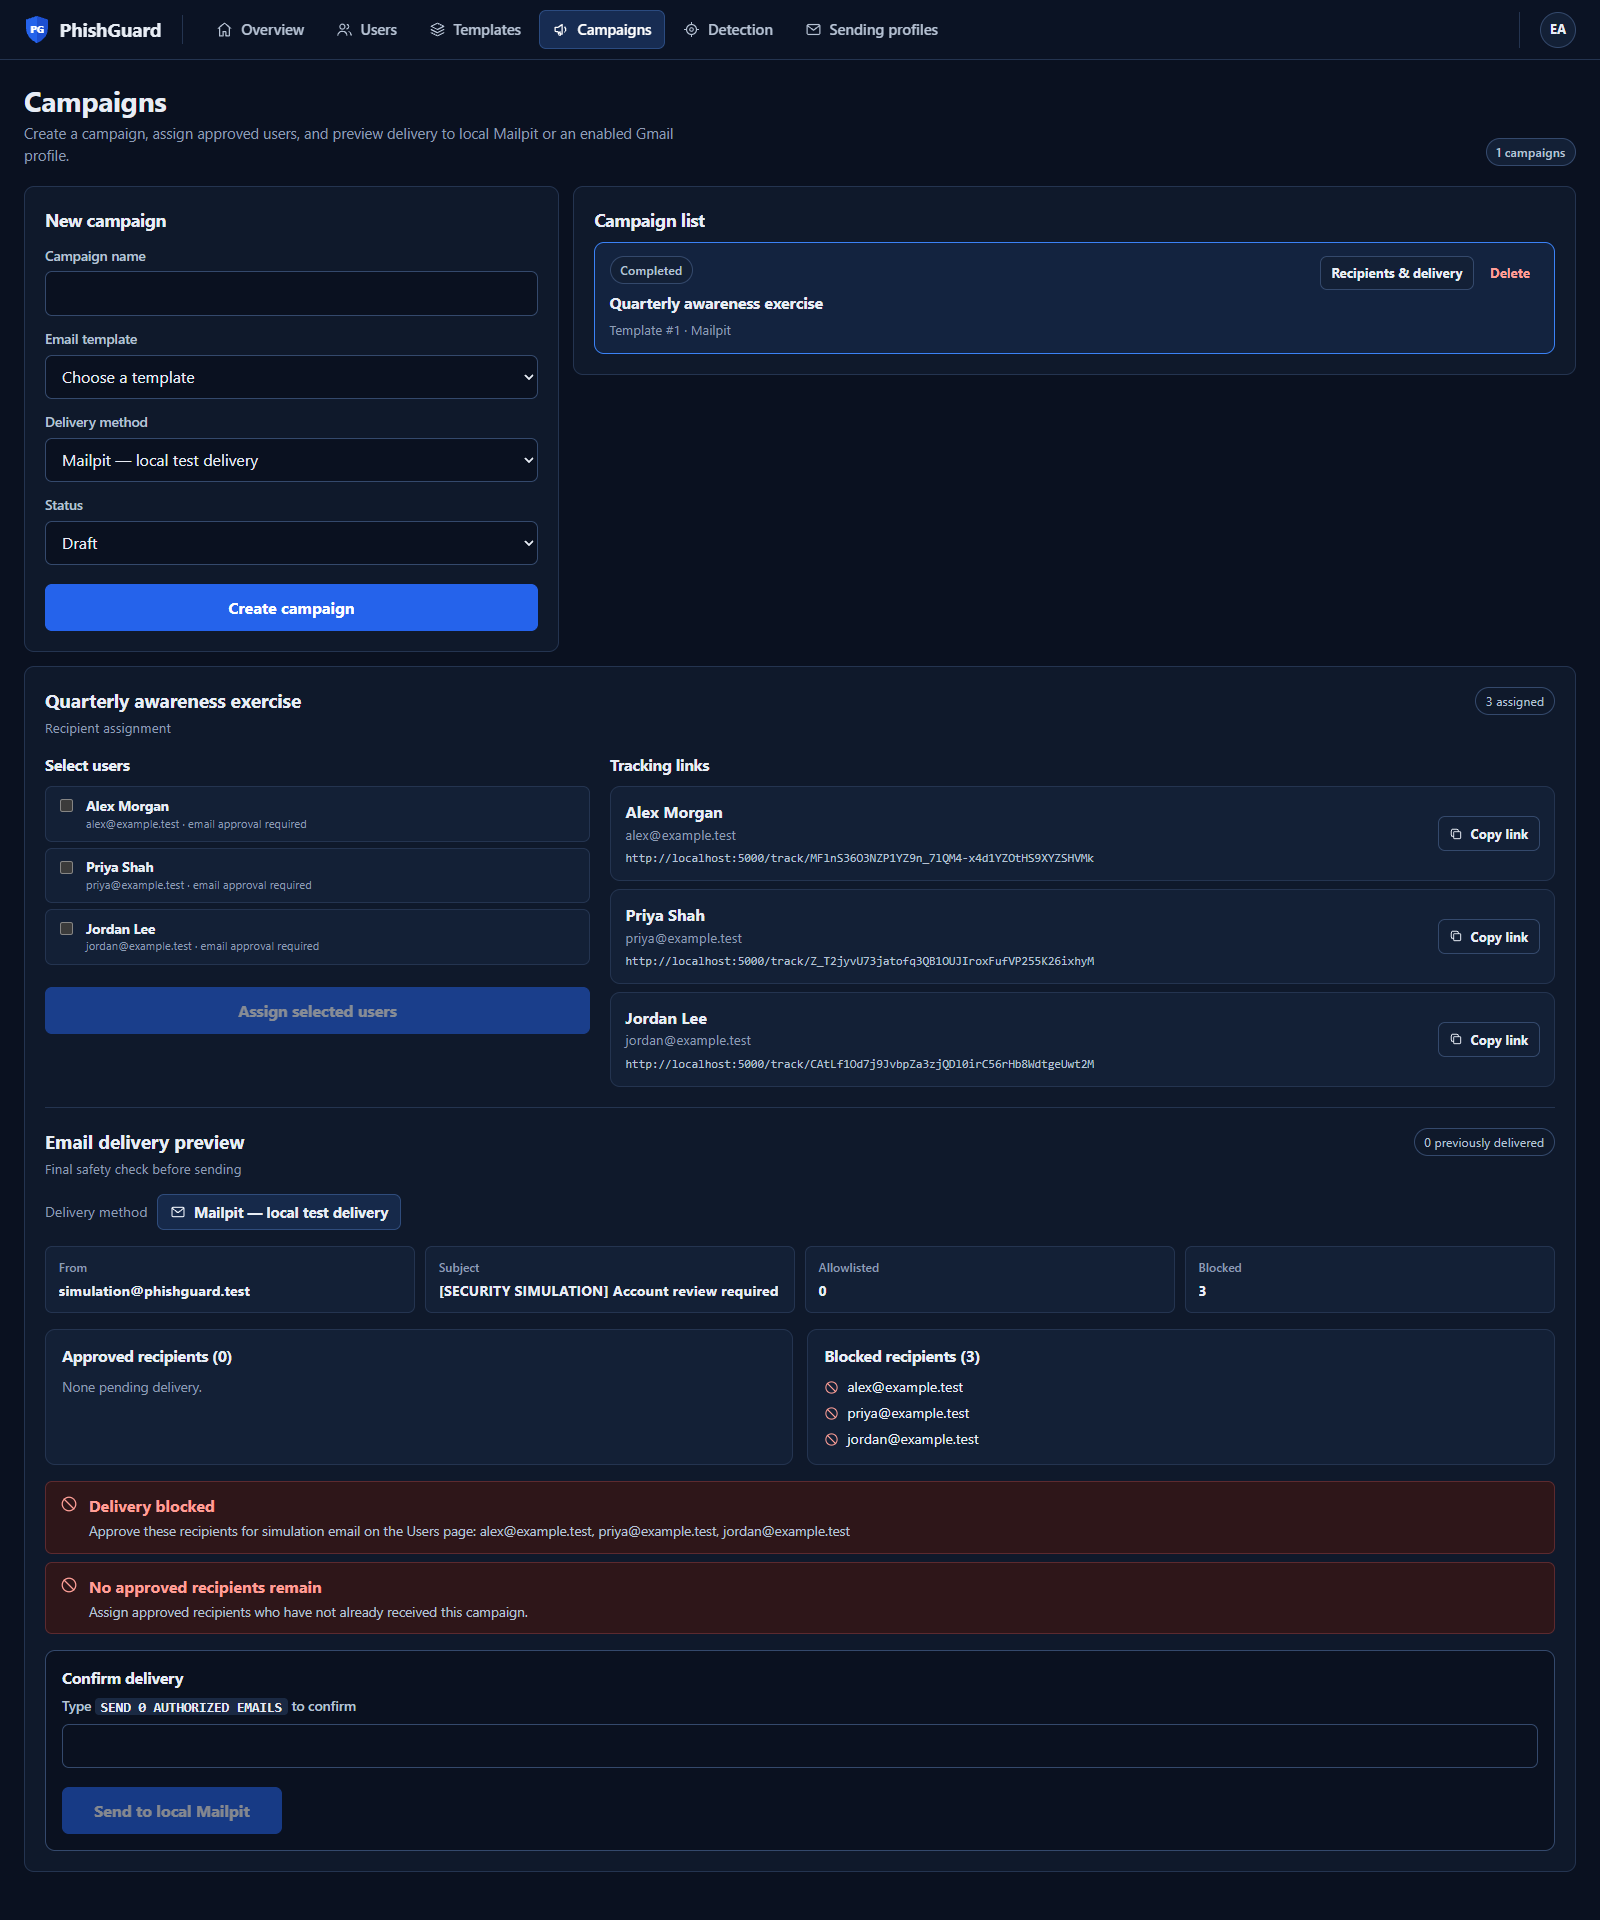 PG PhishGuard
Overview
Users
Templates
Campaigns
Detection
Sending profiles
EA
Campaigns
Create a campaign, assign approved users, and preview delivery to local Mailpit or an enabled Gmail
profile.
1 campaigns
New campaign
Campaign name
Email template
Choose a template
Delivery method
Mailpit — local test delivery
Status
Draft
Create campaign
Campaign list
Completed
Recipients & delivery
Delete
Quarterly awareness exercise
Template #1 · Mailpit
Quarterly awareness exercise
3 assigned
Recipient assignment
Select users
Alex Morgan
alex@example.test · email approval required
Priya Shah
priya@example.test · email approval required
Jordan Lee
jordan@example.test · email approval required
Assign selected users
Tracking links
Alex Morgan
alex@example.test
http://localhost:5000/track/MFlnS36O3NZP1YZ9n_7lQM4-x4d1YZOtHS9XYZSHVMk
Copy link
Priya Shah
priya@example.test
http://localhost:5000/track/Z_T2jyvU73jatofq3QB1OUJIroxFufVP255K26ixhyM
Copy link
Jordan Lee
jordan@example.test
http://localhost:5000/track/CAtLf1Od7j9JvbpZa3zjQDl0irC56rHb8WdtgeUwt2M
Copy link
Email delivery preview
0 previously delivered
Final safety check before sending
Delivery method
Mailpit — local test delivery
From
simulation@phishguard.test
Subject
[SECURITY SIMULATION] Account review required
Allowlisted
0
Blocked
3
Approved recipients (0)
None pending delivery.
Blocked recipients (3)
alex@example.test
priya@example.test
jordan@example.test
Delivery blocked
Approve these recipients for simulation email on the Users page: alex@example.test, priya@example.test, jordan@example.test
No approved recipients remain
Assign approved recipients who have not already received this campaign.
Confirm delivery
Type SEND 0 AUTHORIZED EMAILS to confirm
Send to local Mailpit